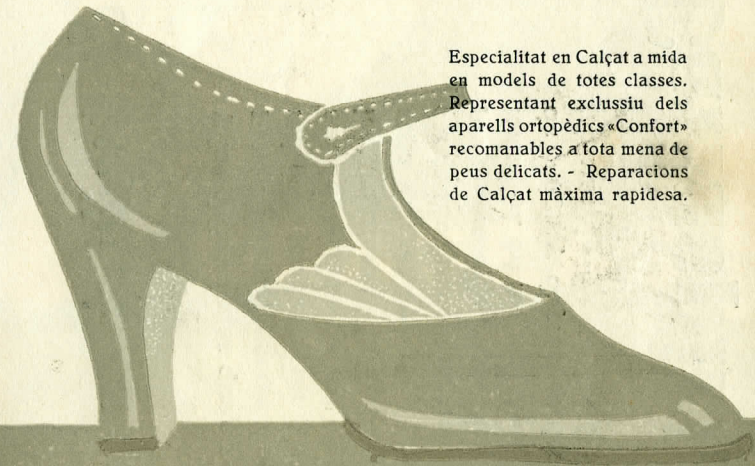 Especialitat en Calçat a mida
en models de totes classes.
Representant exclussiu dels
aparells ortopèdics «Confort»
recomanables a tota mena de
peus delicats. - Reparacions
de Calçat màxima rapidesa.